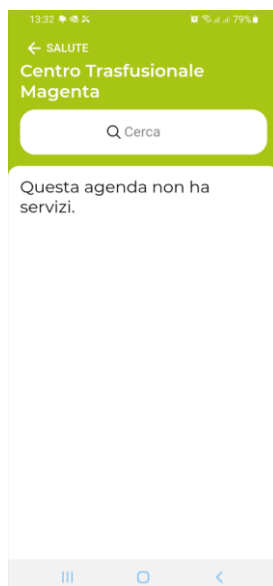 13:32 79%
← SALUTE
Centro Trasfusionale
Magenta
Cerca
Questa agenda non ha
servizi.